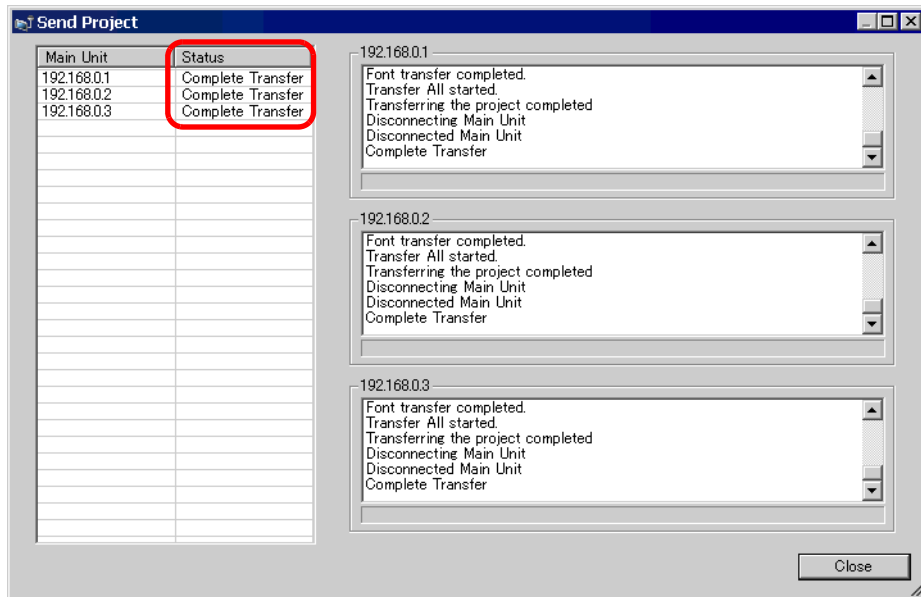 Send Project
Main Unit Status
192.168.0.1 Complete Transfer
192.168.0.2 Complete Transfer
192.168.0.3 Complete Transfer
192.168.0.1
Font transfer completed.
Transfer All started.
Transferring the project completed
Disconnecting Main Unit
Disconnected Main Unit
Complete Transfer
192.168.0.2
Font transfer completed.
Transfer All started.
Transferring the project completed
Disconnecting Main Unit
Disconnected Main Unit
Complete Transfer
192.168.0.3
Font transfer completed.
Transfer All started.
Transferring the project completed
Disconnecting Main Unit
Disconnected Main Unit
Complete Transfer
Close